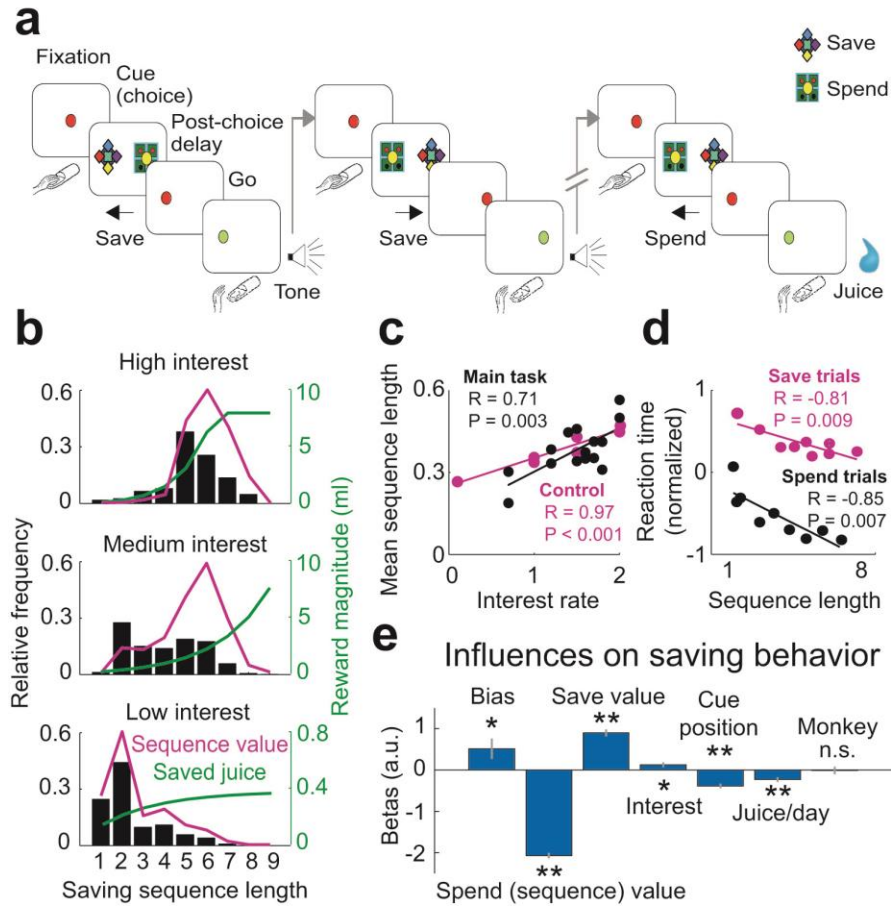 a
Fixation
Cue
(choice)
Post-choice
delay
Go
Save
Tone
Save
Spend
Juice
Save
Spend
b
High interest
0.6
0.3
0
10
5
0
Medium interest
0.6
0.3
0
10
5
0
Low interest
0.6
0.3
0
0.8
0.4
0
Sequence value
Saved juice
Relative frequency
Reward magnitude (ml)
1 2 3 4 5 6 7 8 9
Saving sequence length
c
Main task
R = 0.71
P = 0.003
Control
R = 0.97
P < 0.001
Mean sequence length
0.6
0.3
0
0 1 2
Interest rate
d
Save trials
R = -0.81
P = 0.009
Spend trials
R = -0.85
P = 0.007
Reaction time
(normalized)
1
0
-1
1 8
Sequence length
e Influences on saving behavior
Betas (a.u.)
1
0
-1
-2
Bias
*
**
Spend (sequence) value
Save value
**
*
Interest
Cue
position
**
**
Juice/day
Monkey
n.s.